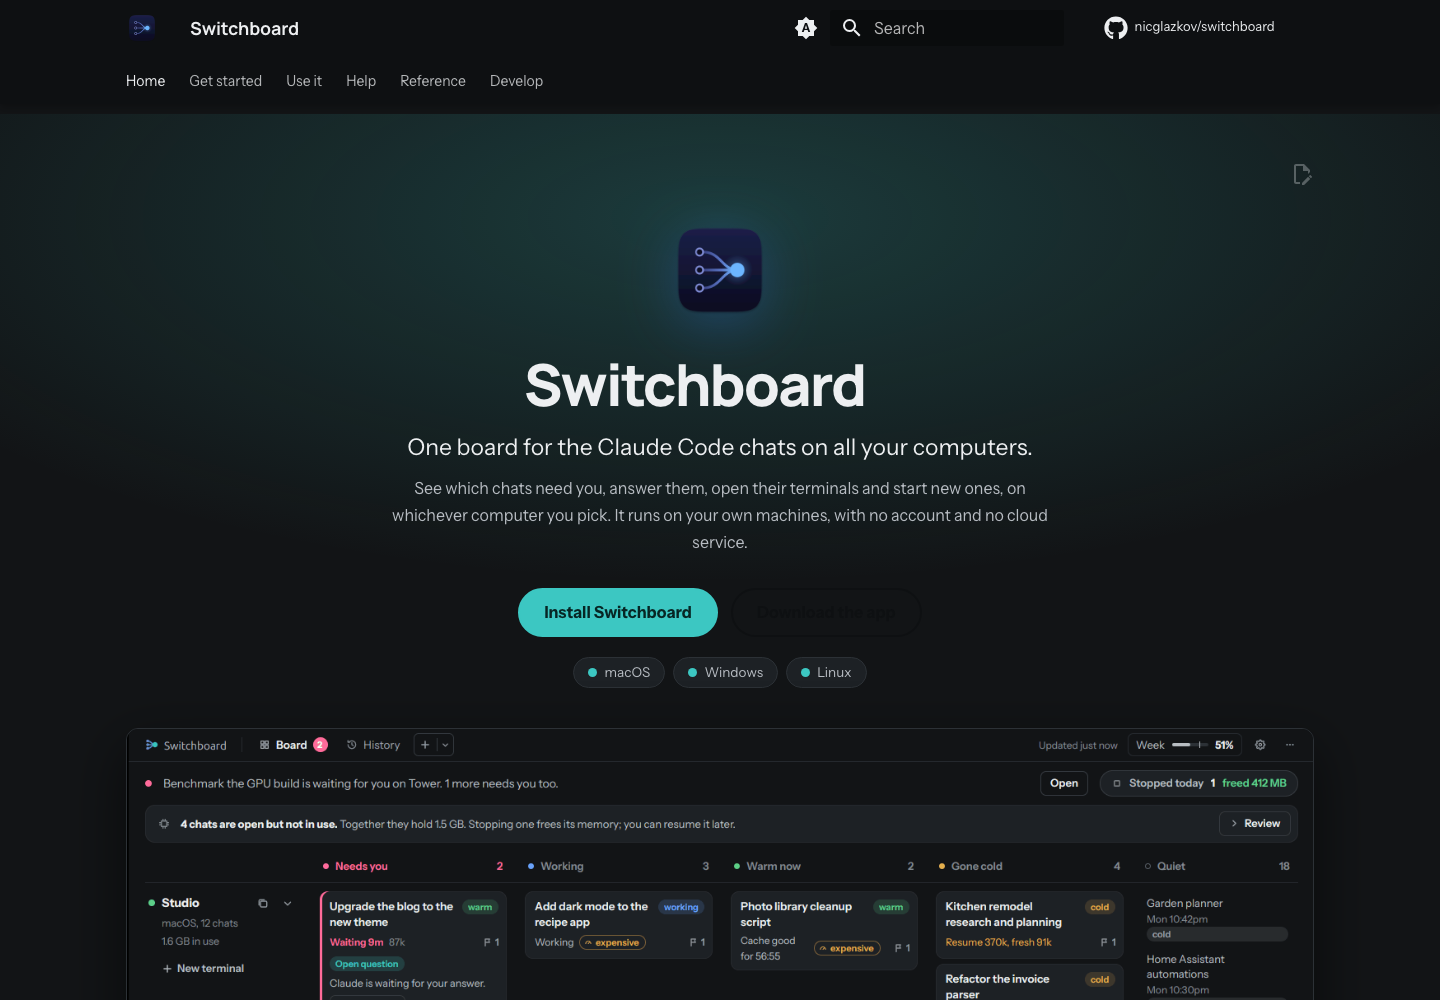 Switchboard
A
Search
nicglazkov/switchboard
Home
Get started
Use it
Help
Reference
Develop
Switchboard
One board for the Claude Code chats on all your computers.
See which chats need you, answer them, open their terminals and start new ones, on
whichever computer you pick. It runs on your own machines, with no account and no cloud
service.
Install Switchboard
Download the app
macOS
Windows
Linux
Switchboard
Board 2
History
Updated just now
Week 51%
Benchmark the GPU build is waiting for you on Tower. 1 more needs you too.
Open
Stopped today 1 freed 412 MB
4 chats are open but not in use. Together they hold 1.5 GB. Stopping one frees its memory; you can resume it later.
Review
Needs you 2
Working 3
Warm now 2
Gone cold 4
Quiet 18
Studio
macOS, 12 chats
1.6 GB in use
New terminal
Upgrade the blog to the
new theme
warm
Waiting 9m 87k
1
Open question
Claude is waiting for your answer.
Add dark mode to the
recipe app
working
Working
expensive
1
Photo library cleanup
script
warm
Cache good
for 56:55
expensive
1
Kitchen remodel
research and planning
cold
Resume 370k, fresh 91k
1
Refactor the invoice
parser
cold
Garden planner
Mon 10:42pm
cold
Home Assistant
automations
Mon 10:30pm